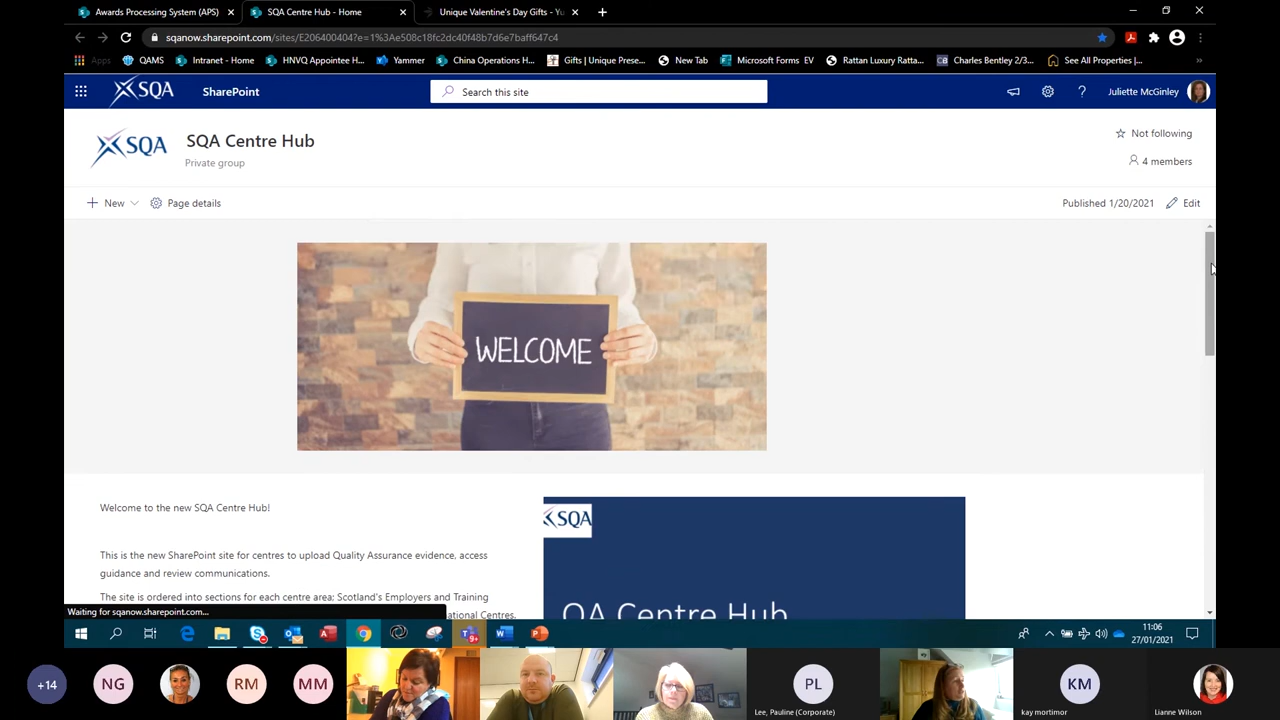 Awards Processing System (APS)
SQA Centre Hub - Home
Unique Valentine's Day Gifts - Yu
sqanow.sharepoint.com/sites/E206400404?e=1%3Ae508c18fc2dc40f48b7d6e7baff647c4
Apps
QAMS
Intranet - Home
HNVQ Appointee H...
Yammer
China Operations H...
Gifts | Unique Prese...
New Tab
Microsoft Forms EV
Rattan Luxury Ratta...
Charles Bentley 2/3...
See All Properties |...
SQA
SharePoint
Search this site
Juliette McGinley
SQA
SQA Centre Hub
Private group
Not following
4 members
New
Page details
Published 1/20/2021
Edit
WELCOME
Welcome to the new SQA Centre Hub!
This is the new SharePoint site for centres to upload Quality Assurance evidence, access
guidance and review communications.
The site is ordered into sections for each centre area; Scotland's Employers and Training
ational Centres.
SQA
QA Centre Hub
Waiting for sqanow.sharepoint.com...
9+
11:06
27/01/2021
+14
NG
RM
MM
PL
Lee, Pauline (Corporate)
KM
kay mortimor
Lianne Wilson